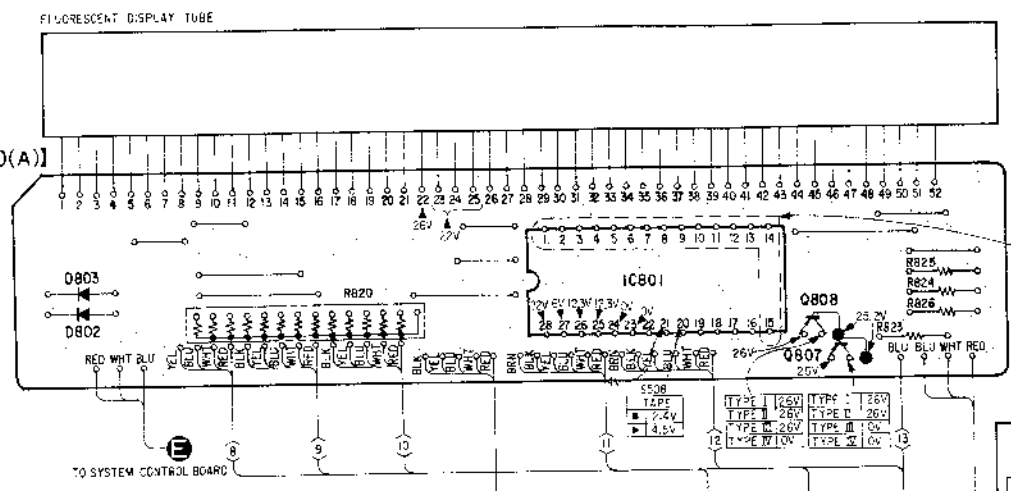 FLUORESCENT DISPLAY TUBE
O(A)】
1 2 3 4 5 6 7 8 9 10 11 12 13 14 15 16 17 18 19 20 21 22 23 24 25 26 27 28 29 30 31 32 33 34 35 36 37 38 39 40 41 42 43 44 45 46 47 48 49 50 51 52
26V
22V
1 2 3 4 5 6 7 8 9 10 11 12 13 14
D803
IC801
R825
R824
R826
R820
Q808
25.2V
R823
28 27 26 25 24 23 22 21 20 19 18 17 16 15
D802
26V
Q807
25V
RED WHT BLU
YEL BLU WHT RED BLK YEL BLU WHT RED BLK YEL BLU WHT RED
BLK YEL BLU WHT RED
BRN BLK YEL BLU WHT RED BRN BLK YEL BLU WHT RED
BLU BLU WHT RED
S508
TAPE
■ 2.4V
▶ 4.5V
TYPE I 26V
TYPE II 26V
TYPE III 26V
TYPE IV 0V
TYPE I 26V
TYPE II 26V
TYPE III 0V
TYPE IV 0V
E
8 9 10 11 12 13
TO SYSTEM CONTROL BOARD